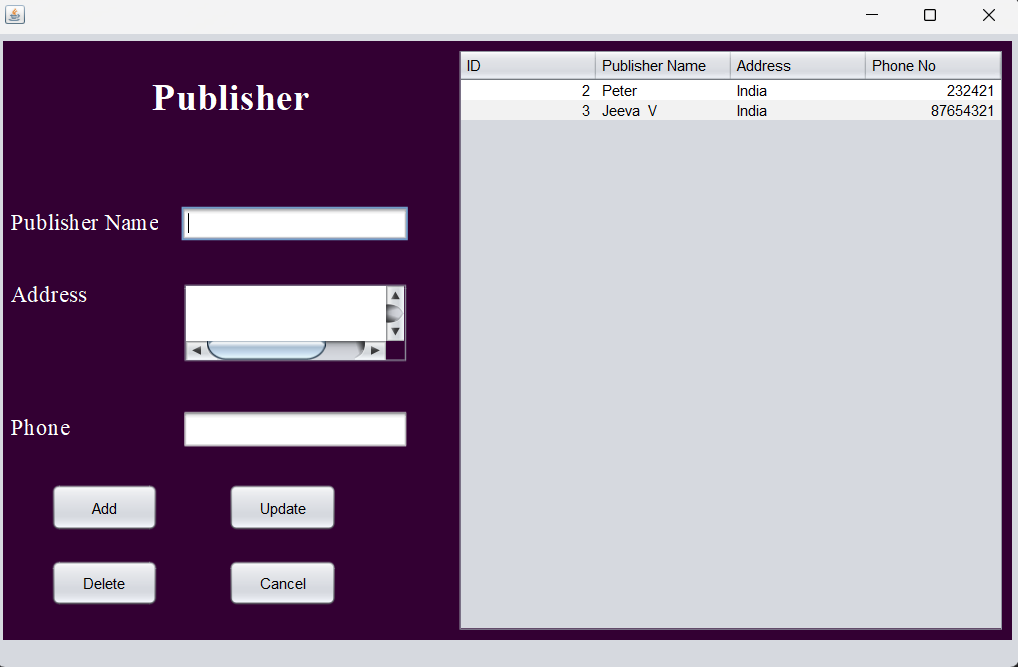 Publisher
Publisher Name
Address
Phone
Add Update
Delete Cancel
ID Publisher Name Address Phone No
2 Peter India 232421
3 Jeeva V India 87654321